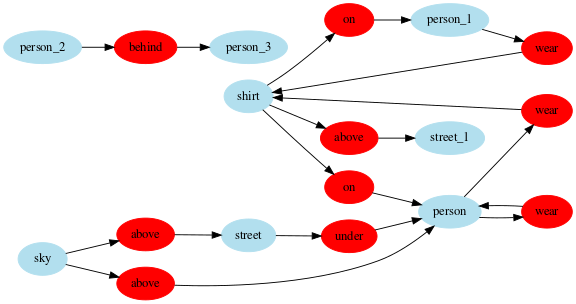 on
person_1
person_2
behind
person_3
wear
shirt
wear
above
street_1
on
person
wear
above
street
under
sky
above